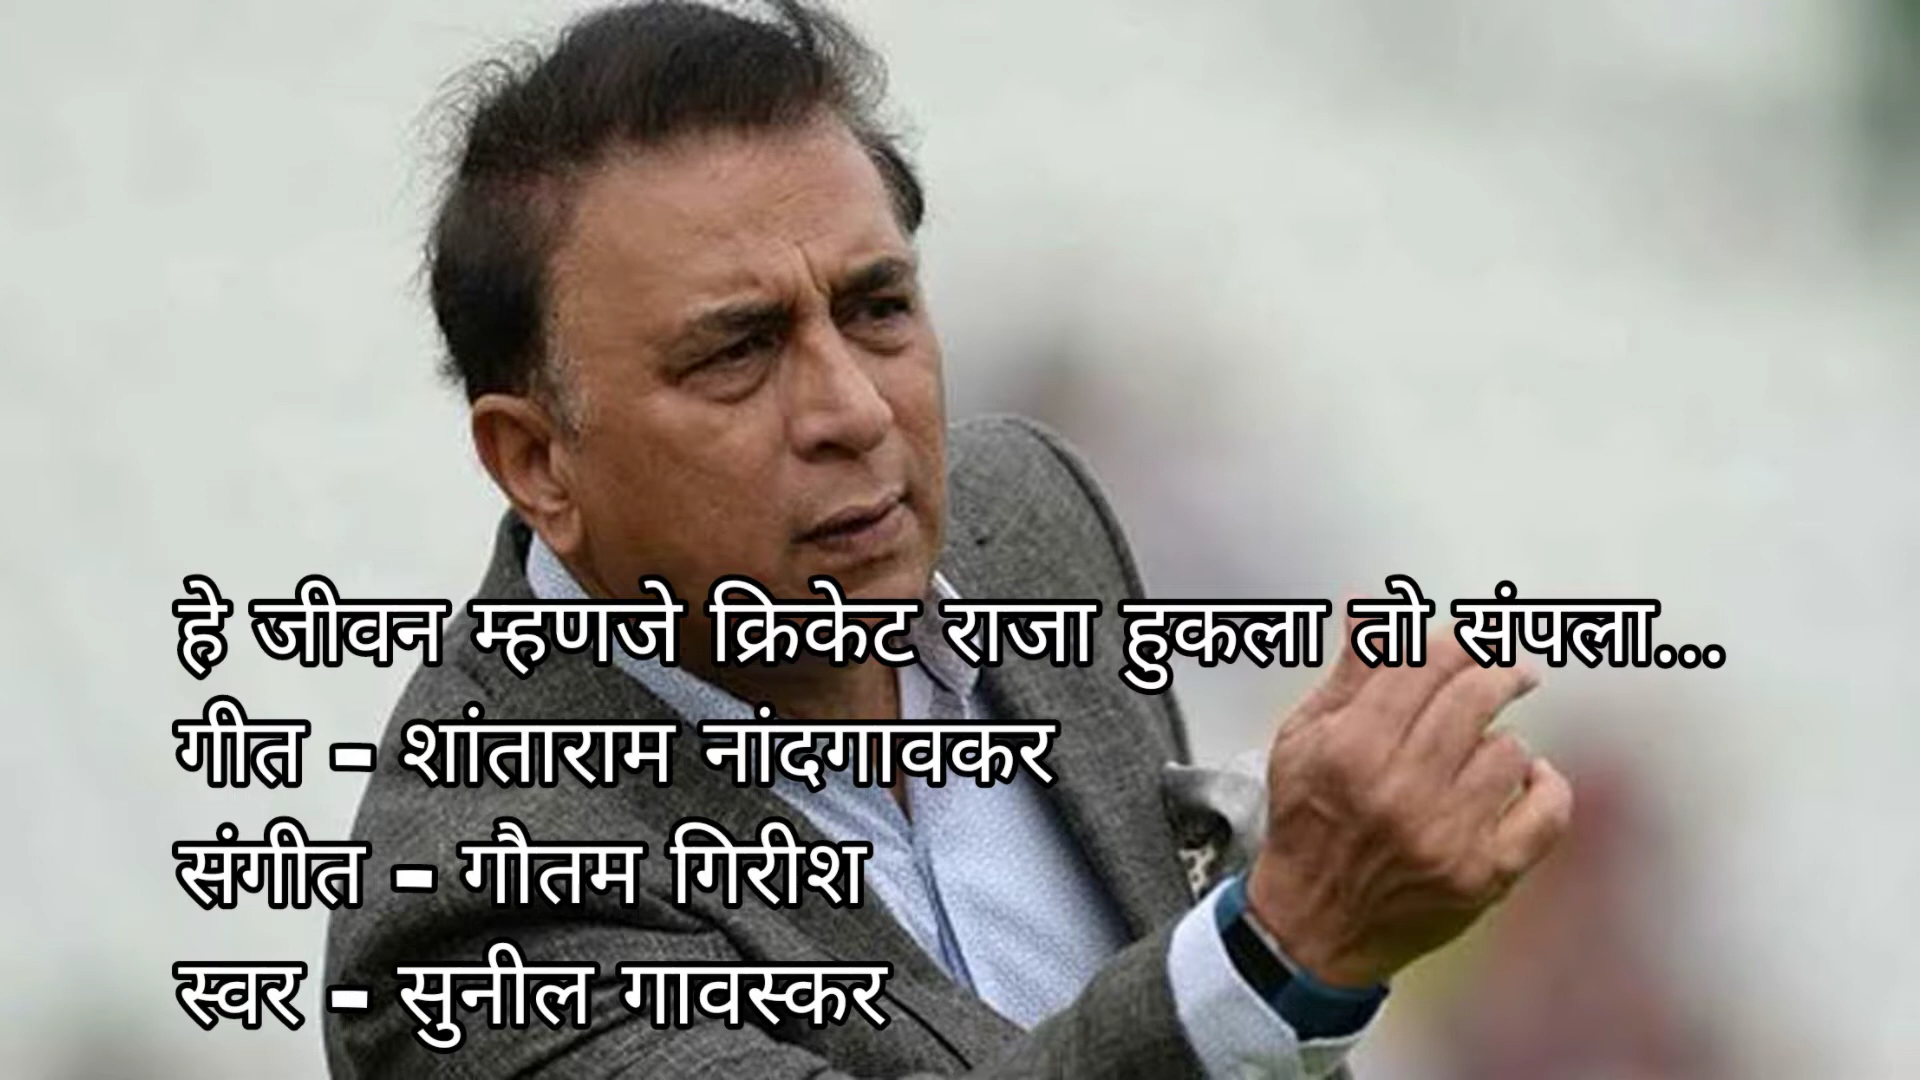 हे जीवन म्हणजे क्रिकेट राजा हुकला तो संपला...
गीत - शांताराम नांदगावकर
संगीत - गौतम गिरीश
स्वर - सुनील गावस्कर